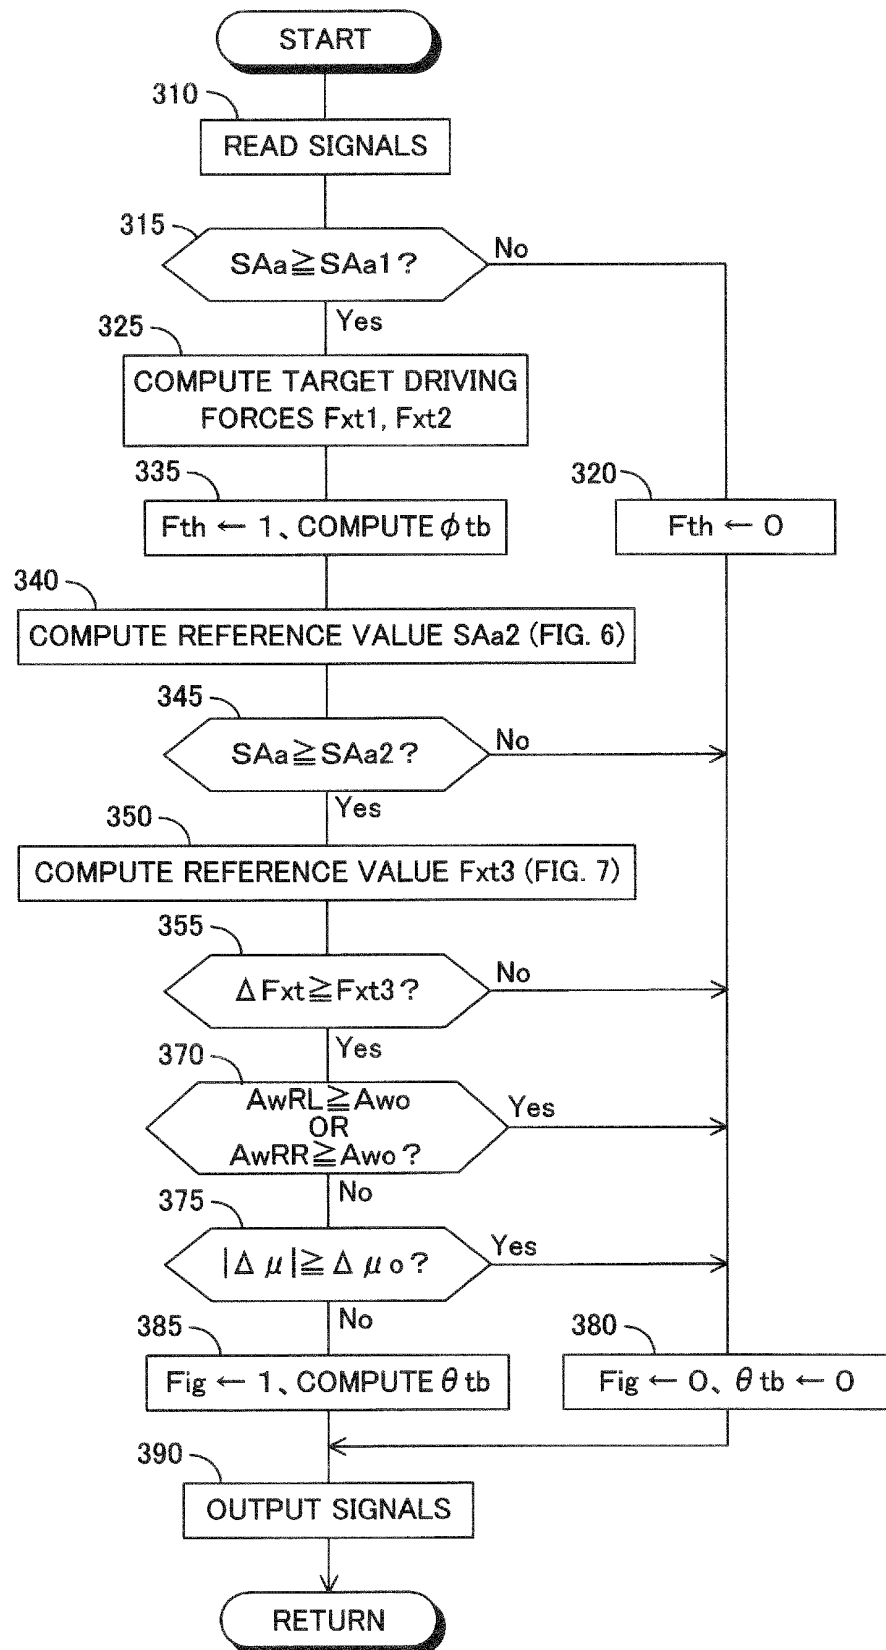 START
310
READ SIGNALS
315
SAa≧SAa1?
No
Yes
325
COMPUTE TARGET DRIVING
FORCES Fxt1, Fxt2
335
Fth ← 1、COMPUTE ϕtb
320
Fth ← 0
340
COMPUTE REFERENCE VALUE SAa2 (FIG. 6)
345
SAa≧SAa2?
No
Yes
350
COMPUTE REFERENCE VALUE Fxt3 (FIG. 7)
355
ΔFxt≧Fxt3?
No
Yes
370
AwRL≧Awo
OR
AwRR≧Awo?
Yes
No
375
|Δμ|≧Δμo?
Yes
No
385
Fig ← 1、COMPUTE θtb
380
Fig ← 0、θtb ← 0
390
OUTPUT SIGNALS
RETURN